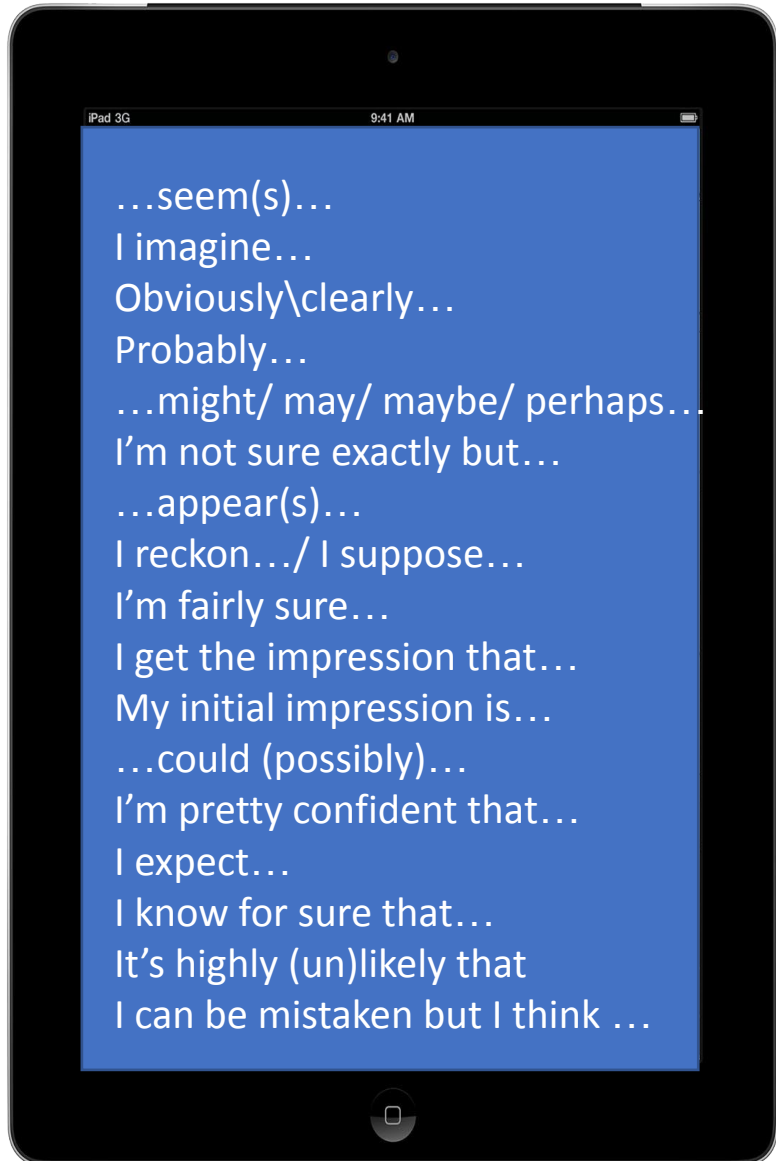 iPad 3G 9:41 AM
…seem(s)…
I imagine…
Obviously\clearly…
Probably…
…might/ may/ maybe/ perhaps…
I’m not sure exactly but…
…appear(s)…
I reckon…/ I suppose…
I’m fairly sure…
I get the impression that…
My initial impression is…
…could (possibly)…
I’m pretty confident that…
I expect…
I know for sure that…
It’s highly (un)likely that
I can be mistaken but I think …